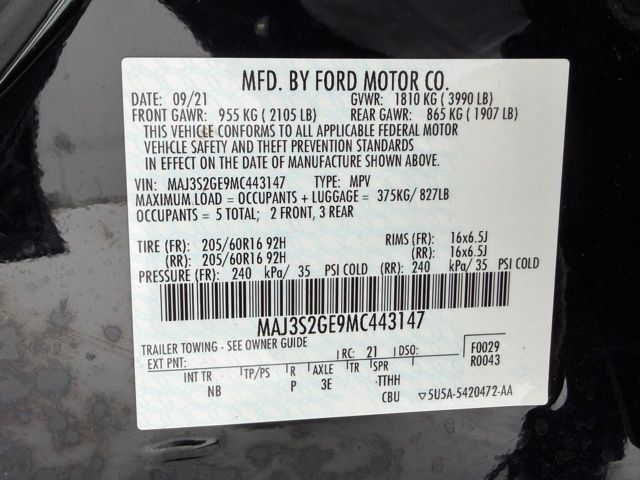 MFD. BY FORD MOTOR CO.
DATE: 09/21 GVWR: 1810 KG ( 3990 LB)
FRONT GAWR: 955 KG ( 2105 LB) REAR GAWR: 865 KG ( 1907 LB)
THIS VEHICLE CONFORMS TO ALL APPLICABLE FEDERAL MOTOR
VEHICLE SAFETY AND THEFT PREVENTION STANDARDS
IN EFFECT ON THE DATE OF MANUFACTURE SHOWN ABOVE.
VIN: MAJ3S2GE9MC443147 TYPE: MPV
MAXIMUM LOAD = OCCUPANTS + LUGGAGE = 375KG/ 827LB
OCCUPANTS = 5 TOTAL; 2 FRONT, 3 REAR
TIRE (FR): 205/60R16 92H RIMS (FR): 16x6.5J
(RR): 205/60R16 92H (RR): 16x6.5J
PRESSURE (FR): 240 kPa/ 35 PSI COLD (RR): 240 kPa/ 35 PSI COLD
MAJ3S2GE9MC443147
TRAILER TOWING - SEE OWNER GUIDE
EXT PNT: RC: 21 DSO: F0029
R0043
INT TR TP/PS R AXLE TR SPR
NB P 3E TTHH
CBU ▽5U5A-5420472-AA